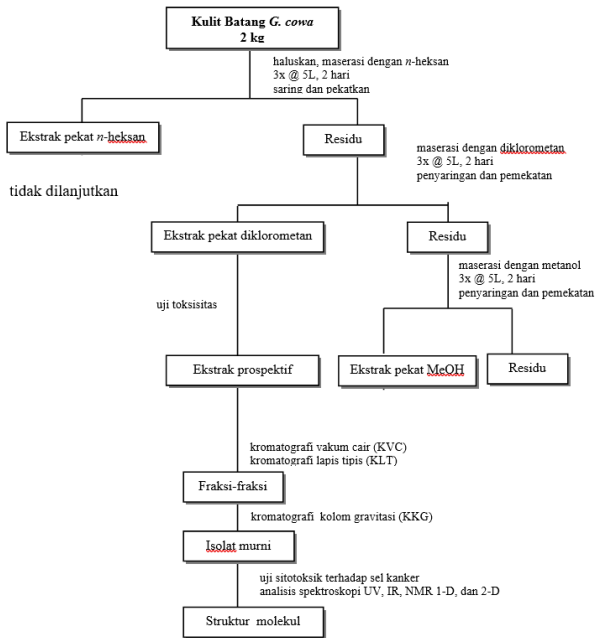 Kulit Batang G. cowa
2 kg
haluskan, maserasi dengan n-heksan
3x @ 5L, 2 hari
saring dan pekatkan
Ekstrak pekat n-heksan
Residu
maserasi dengan diklorometan
3x @ 5L, 2 hari
penyaringan dan pemekatan
tidak dilanjutkan
Ekstrak pekat diklorometan
Residu
maserasi dengan metanol
3x @ 5L, 2 hari
penyaringan dan pemekatan
uji toksisitas
Ekstrak prospektif
Ekstrak pekat MeOH
Residu
kromatografi vakum cair (KVC)
kromatografi lapis tipis (KLT)
Fraksi-fraksi
kromatografi kolom gravitasi (KKG)
Isolat murni
uji sitotoksik terhadap sel kanker
analisis spektroskopi UV, IR, NMR 1-D, dan 2-D
Struktur molekul